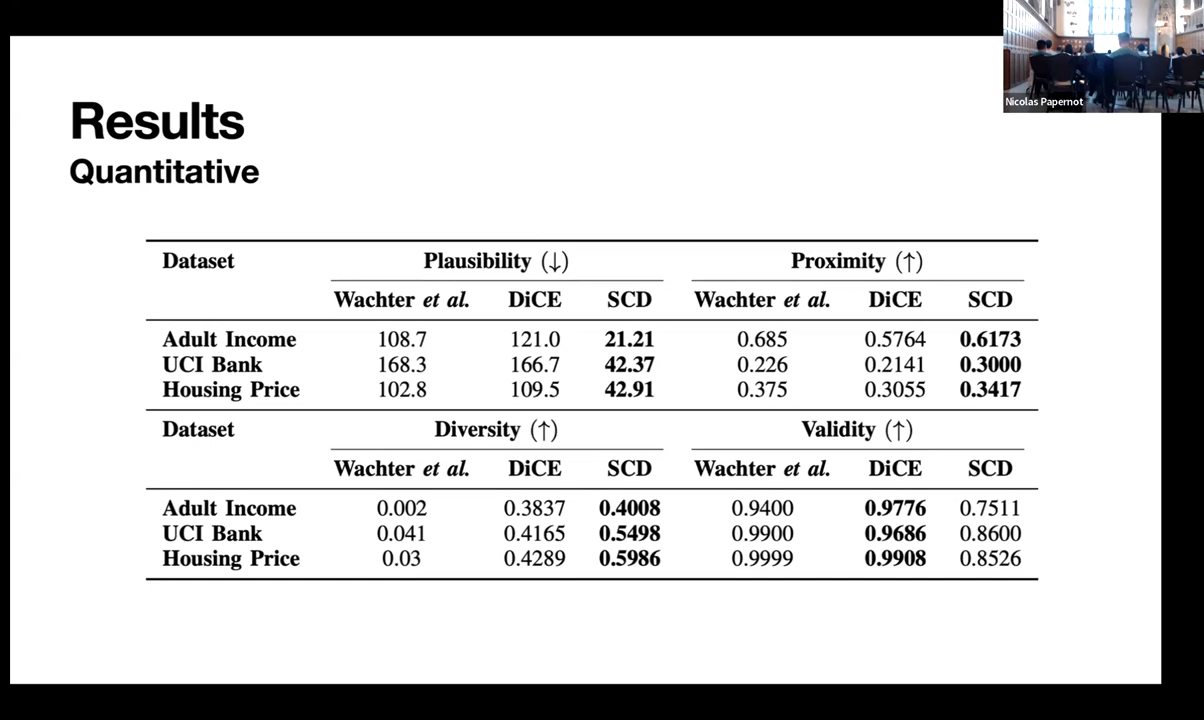 Nicolas Papernot
Results
Quantitative
Dataset Plausibility (↓) Proximity (↑)
Wachter et al. DiCE SCD Wachter et al. DiCE SCD
Adult Income 108.7 121.0 21.21 0.685 0.5764 0.6173
UCI Bank 168.3 166.7 42.37 0.226 0.2141 0.3000
Housing Price 102.8 109.5 42.91 0.375 0.3055 0.3417
Dataset Diversity (↑) Validity (↑)
Wachter et al. DiCE SCD Wachter et al. DiCE SCD
Adult Income 0.002 0.3837 0.4008 0.9400 0.9776 0.7511
UCI Bank 0.041 0.4165 0.5498 0.9900 0.9686 0.8600
Housing Price 0.03 0.4289 0.5986 0.9999 0.9908 0.8526